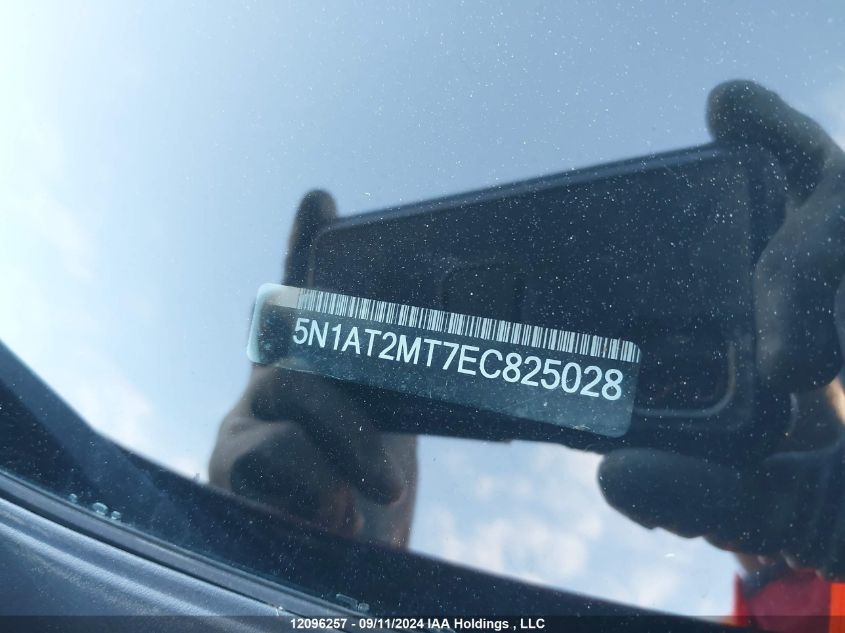 5N1AT2MT7EC825028
12096257 - 09/11/2024 IAA Holdings , LLC